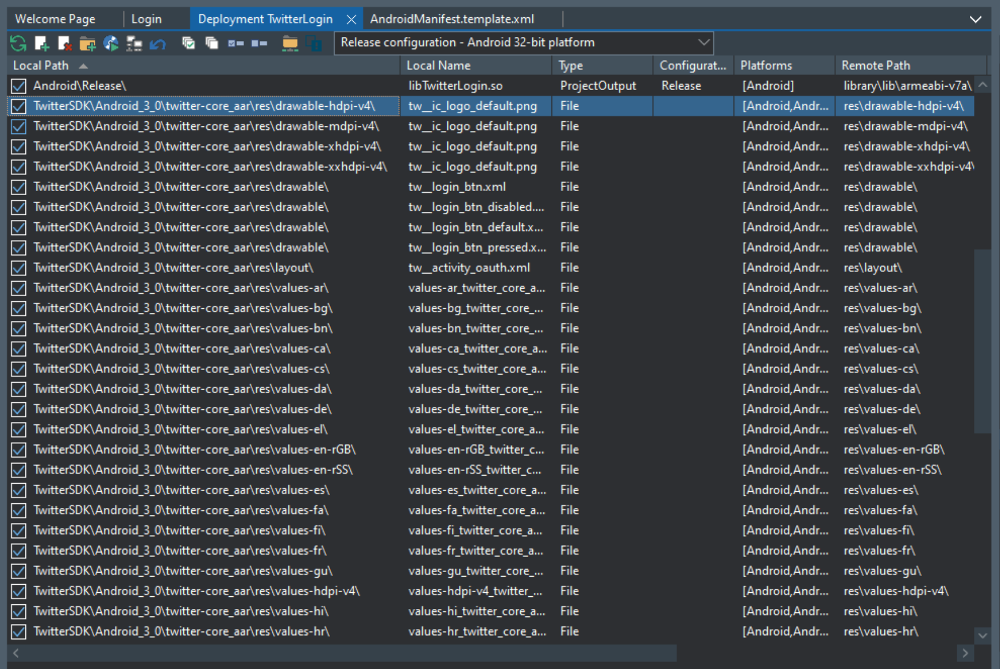 Welcome Page Login Deployment TwitterLogin AndroidManifest.template.xml
Release configuration - Android 32-bit platform
Local Path Local Name Type Configurat... Platforms Remote Path
Android\Release\ libTwitterLogin.so ProjectOutput Release [Android] library\lib\armeabi-v7a\
TwitterSDK\Android_3_0\twitter-core_aar\res\drawable-hdpi-v4\ tw__ic_logo_default.png File [Android,Andr... res\drawable-hdpi-v4\
TwitterSDK\Android_3_0\twitter-core_aar\res\drawable-mdpi-v4\ tw__ic_logo_default.png File [Android,Andr... res\drawable-mdpi-v4\
TwitterSDK\Android_3_0\twitter-core_aar\res\drawable-xhdpi-v4\ tw__ic_logo_default.png File [Android,Andr... res\drawable-xhdpi-v4\
TwitterSDK\Android_3_0\twitter-core_aar\res\drawable-xxhdpi-v4\ tw__ic_logo_default.png File [Android,Andr... res\drawable-xxhdpi-v4\
TwitterSDK\Android_3_0\twitter-core_aar\res\drawable\ tw__login_btn.xml File [Android,Andr... res\drawable\
TwitterSDK\Android_3_0\twitter-core_aar\res\drawable\ tw__login_btn_disabled.... File [Android,Andr... res\drawable\
TwitterSDK\Android_3_0\twitter-core_aar\res\drawable\ tw__login_btn_default.x... File [Android,Andr... res\drawable\
TwitterSDK\Android_3_0\twitter-core_aar\res\drawable\ tw__login_btn_pressed.x... File [Android,Andr... res\drawable\
TwitterSDK\Android_3_0\twitter-core_aar\res\layout\ tw__activity_oauth.xml File [Android,Andr... res\layout\
TwitterSDK\Android_3_0\twitter-core_aar\res\values-ar\ values-ar_twitter_core_a... File [Android,Andr... res\values-ar\
TwitterSDK\Android_3_0\twitter-core_aar\res\values-bg\ values-bg_twitter_core_... File [Android,Andr... res\values-bg\
TwitterSDK\Android_3_0\twitter-core_aar\res\values-bn\ values-bn_twitter_core_... File [Android,Andr... res\values-bn\
TwitterSDK\Android_3_0\twitter-core_aar\res\values-ca\ values-ca_twitter_core_a... File [Android,Andr... res\values-ca\
TwitterSDK\Android_3_0\twitter-core_aar\res\values-cs\ values-cs_twitter_core_a... File [Android,Andr... res\values-cs\
TwitterSDK\Android_3_0\twitter-core_aar\res\values-da\ values-da_twitter_core_... File [Android,Andr... res\values-da\
TwitterSDK\Android_3_0\twitter-core_aar\res\values-de\ values-de_twitter_core_... File [Android,Andr... res\values-de\
TwitterSDK\Android_3_0\twitter-core_aar\res\values-el\ values-el_twitter_core_a... File [Android,Andr... res\values-el\
TwitterSDK\Android_3_0\twitter-core_aar\res\values-en-rGB\ values-en-rGB_twitter_c... File [Android,Andr... res\values-en-rGB\
TwitterSDK\Android_3_0\twitter-core_aar\res\values-en-rSS\ values-en-rSS_twitter_c... File [Android,Andr... res\values-en-rSS\
TwitterSDK\Android_3_0\twitter-core_aar\res\values-es\ values-es_twitter_core_a... File [Android,Andr... res\values-es\
TwitterSDK\Android_3_0\twitter-core_aar\res\values-fa\ values-fa_twitter_core_a... File [Android,Andr... res\values-fa\
TwitterSDK\Android_3_0\twitter-core_aar\res\values-fi\ values-fi_twitter_core_a... File [Android,Andr... res\values-fi\
TwitterSDK\Android_3_0\twitter-core_aar\res\values-fr\ values-fr_twitter_core_a... File [Android,Andr... res\values-fr\
TwitterSDK\Android_3_0\twitter-core_aar\res\values-gu\ values-gu_twitter_core_... File [Android,Andr... res\values-gu\
TwitterSDK\Android_3_0\twitter-core_aar\res\values-hdpi-v4\ values-hdpi-v4_twitter_... File [Android,Andr... res\values-hdpi-v4\
TwitterSDK\Android_3_0\twitter-core_aar\res\values-hi\ values-hi_twitter_core_a... File [Android,Andr... res\values-hi\
TwitterSDK\Android_3_0\twitter-core_aar\res\values-hr\ values-hr_twitter_core_a... File [Android,Andr... res\values-hr\